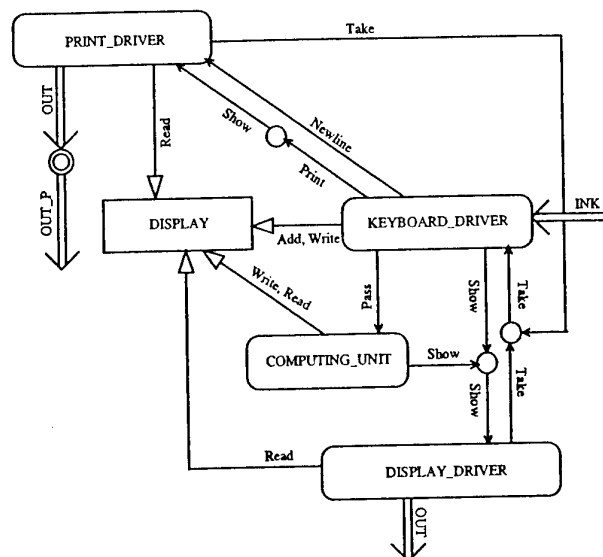 Take
PRINT_DRIVER
OUT
Read
Show
Newline
Print
OUT_P
DISPLAY
KEYBOARD_DRIVER
INK
Add, Write
Write, Read
Pass
Show
Take
COMPUTING_UNIT
Show
Show
Take
Read
DISPLAY_DRIVER
OUT